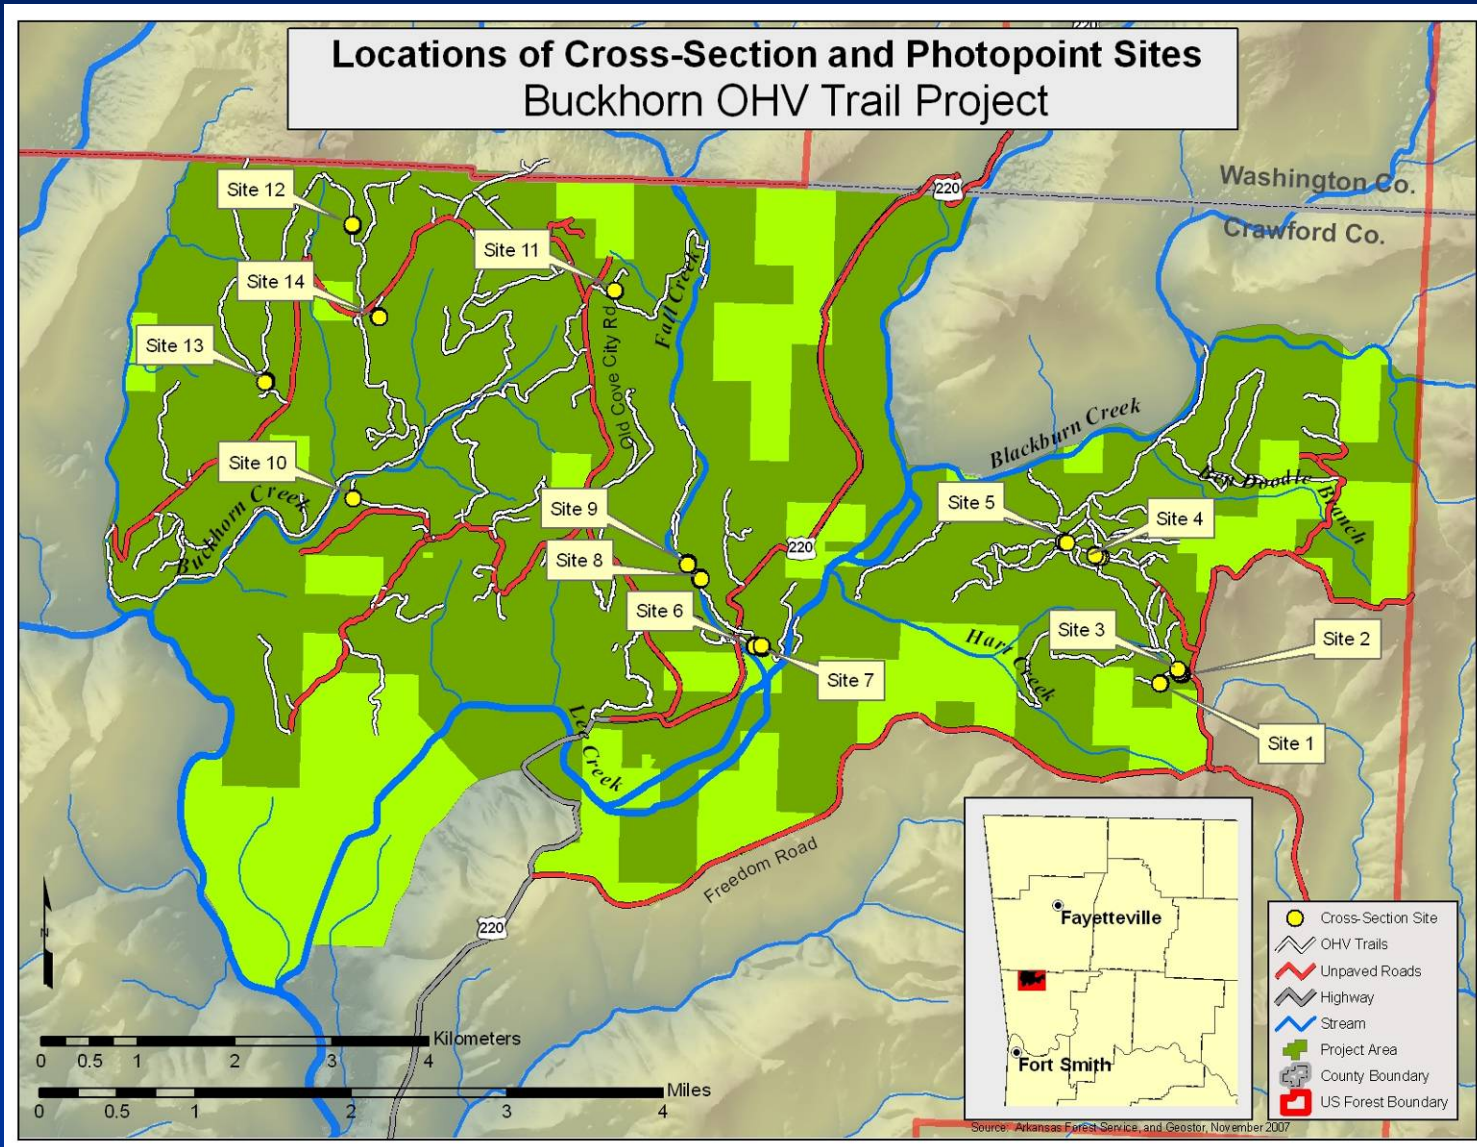 220
Locations of Cross-Section and Photopoint Sites
Buckhorn OHV Trail Project
Washington Co.
Crawford Co.
220
Site 12
Site 11
Site 14
Site 13
Fall Creek
Old Cove City Rd
Blackburn Creek
Site 10
Buckhorn Creek
Site 9
Site 8
Site 5
Site 4
Ben Doodle Branch
220
Site 6
Site 7
Site 3
Site 2
Hart Creek
Site 1
Lee Creek
Freedom Road
220
N
Kilometers
0 0.5 1 2 3 4
Miles
0 0.5 1 2 3 4
Fayetteville
Fort Smith
Cross-Section Site
OHV Trails
Unpaved Roads
Highway
Stream
Project Area
County Boundary
US Forest Boundary
Source: Arkansas Forest Service, and Geostor, November 2007